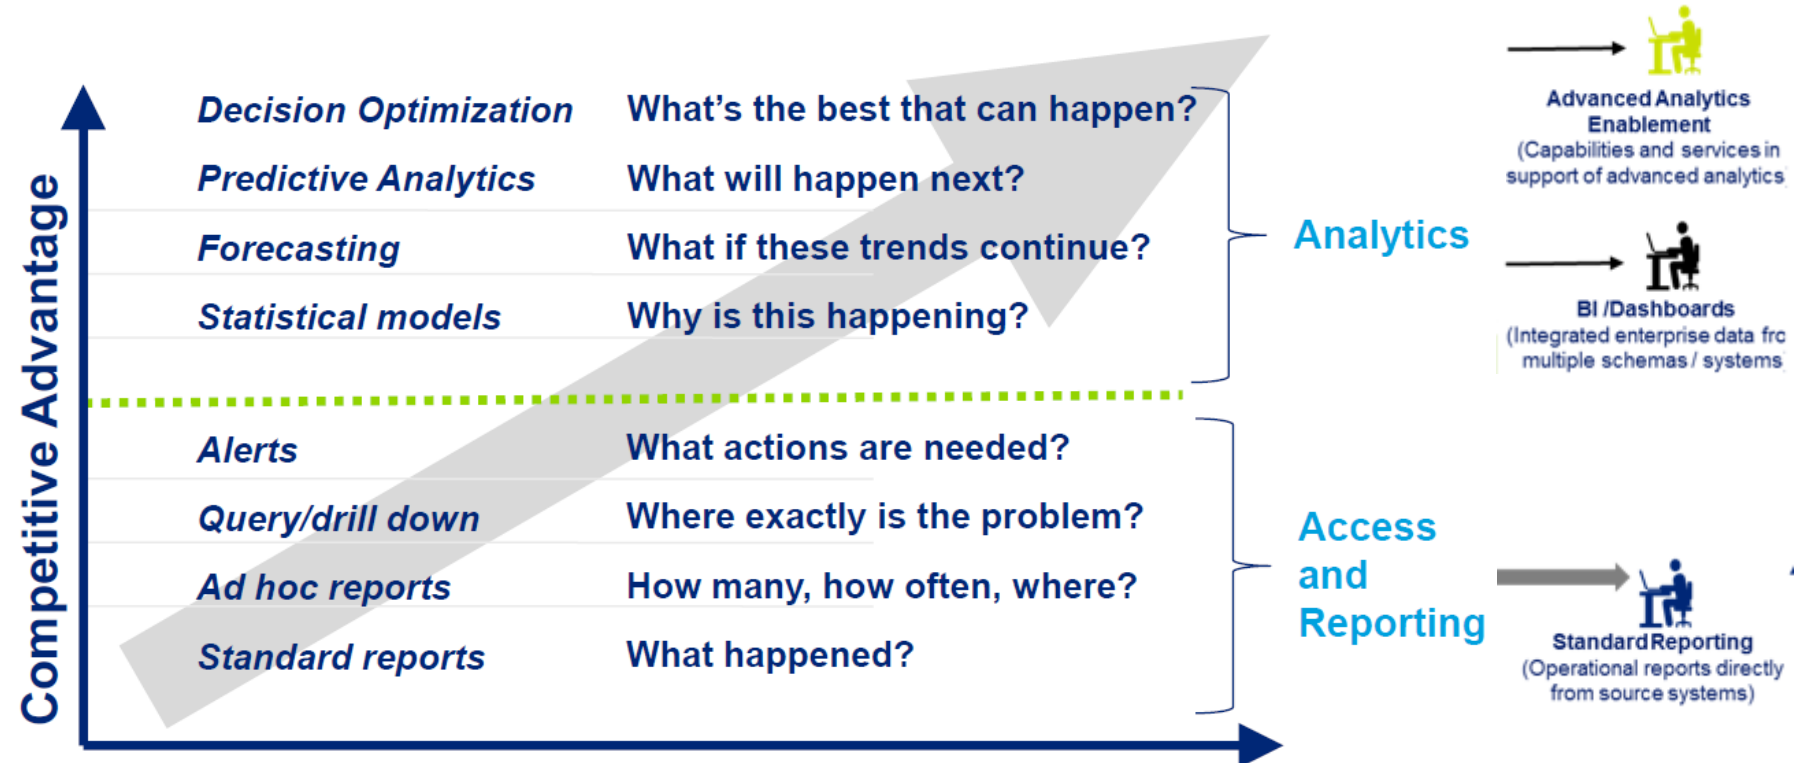 Competitive Advantage
Decision Optimization What's the best that can happen?
Predictive Analytics What will happen next?
Forecasting What if these trends continue?
Statistical models Why is this happening?
Analytics
Alerts What actions are needed?
Query/drill down Where exactly is the problem?
Ad hoc reports How many, how often, where?
Standard reports What happened?
Access
and
Reporting
Advanced Analytics
Enablement
(Capabilities and services in
support of advanced analytics
BI /Dashboards
(Integrated enterprise data
multiple schemas / systems
Standard Reporting
(Operational reports directly
from source systems)